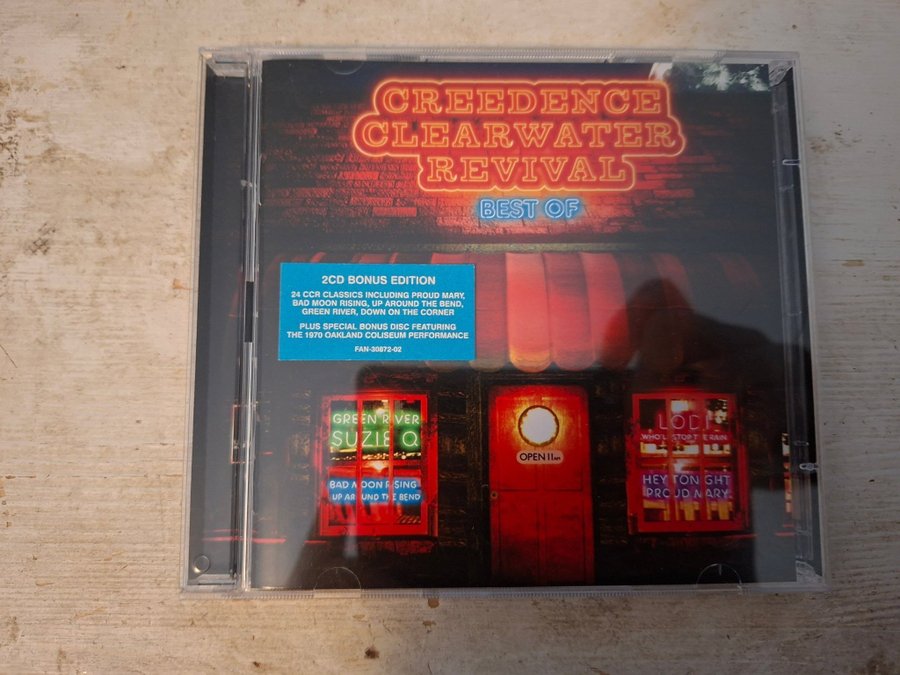 CREEDENCE
CLEARWATER
REVIVAL
BEST OF
2CD BONUS EDITION
24 CCR CLASSICS INCLUDING PROUD MARY,
BAD MOON RISING, UP AROUND THE BEND,
GREEN RIVER, DOWN ON THE CORNER
PLUS SPECIAL BONUS DISC FEATURING
THE 1970 OAKLAND COLISEUM PERFORMANCE
FAN-30872-02
GREEN RIVER
SUZIE Q
BAD MOON RISING
UP AROUND THE BEND
OPEN 11 AM
LODI
WHO'LL STOP THE RAIN
HEY TONIGHT
PROUD MARY